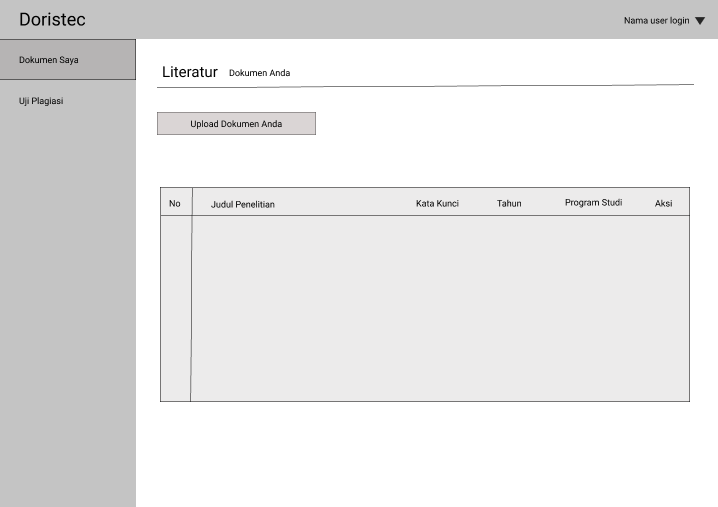 Doristec
Nama user login
Dokumen Saya
Uji Plagiasi
Literatur Dokumen Anda
Upload Dokumen Anda
No Judul Penelitian Kata Kunci Tahun Program Studi Aksi